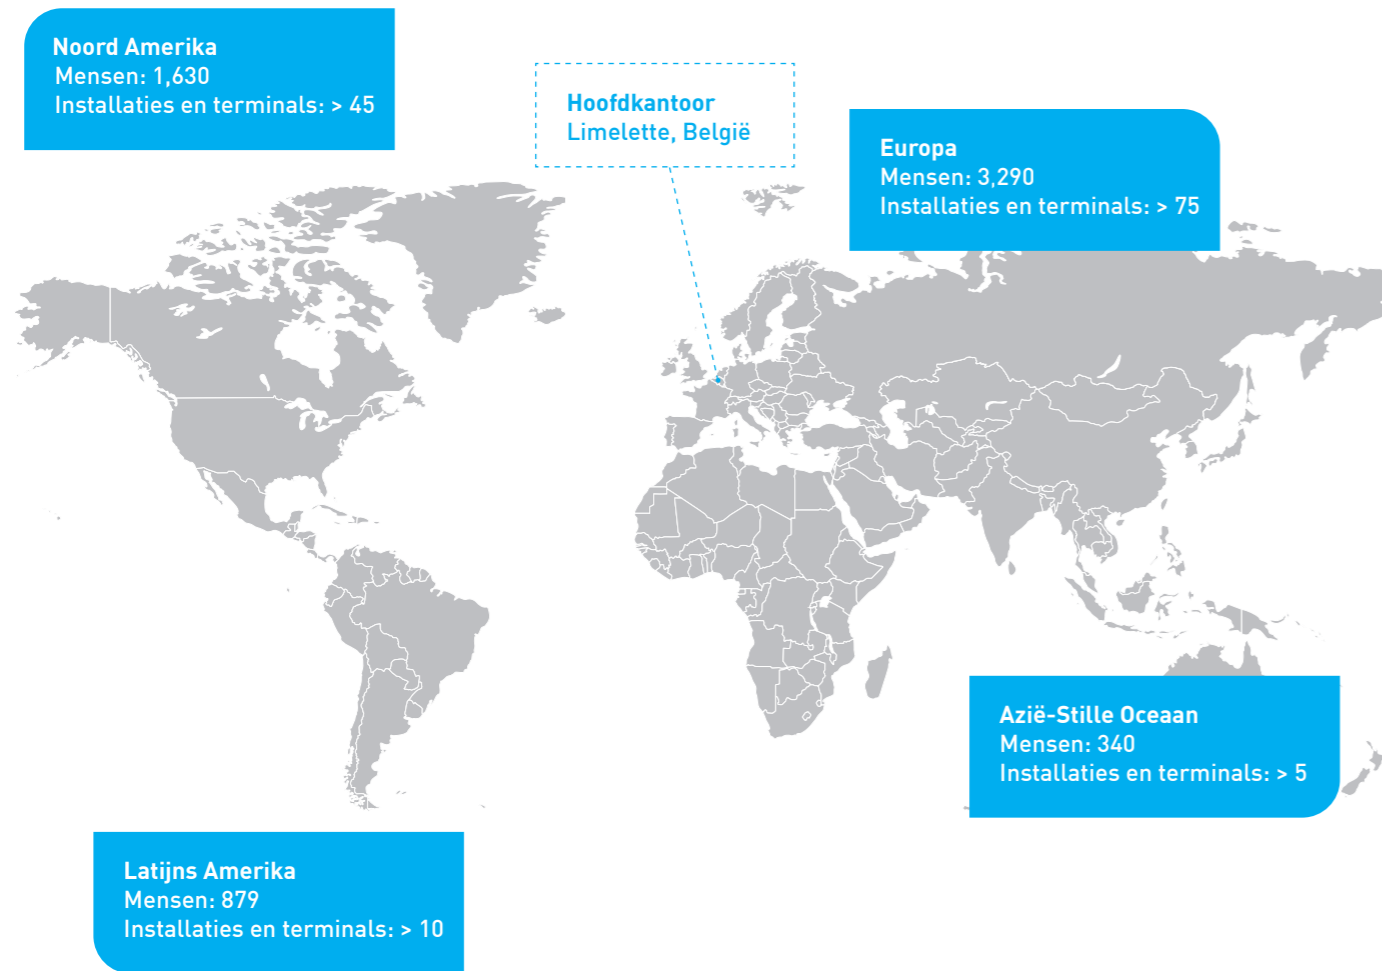 Noord Amerika
Mensen: 1,630
Installaties en terminals: > 45
Hoofdkantoor
Limelette, België
Europa
Mensen: 3,290
Installaties en terminals: > 75
Azië-Stille Oceaan
Mensen: 340
Installaties en terminals: > 5
Latijns Amerika
Mensen: 879
Installaties en terminals: > 10